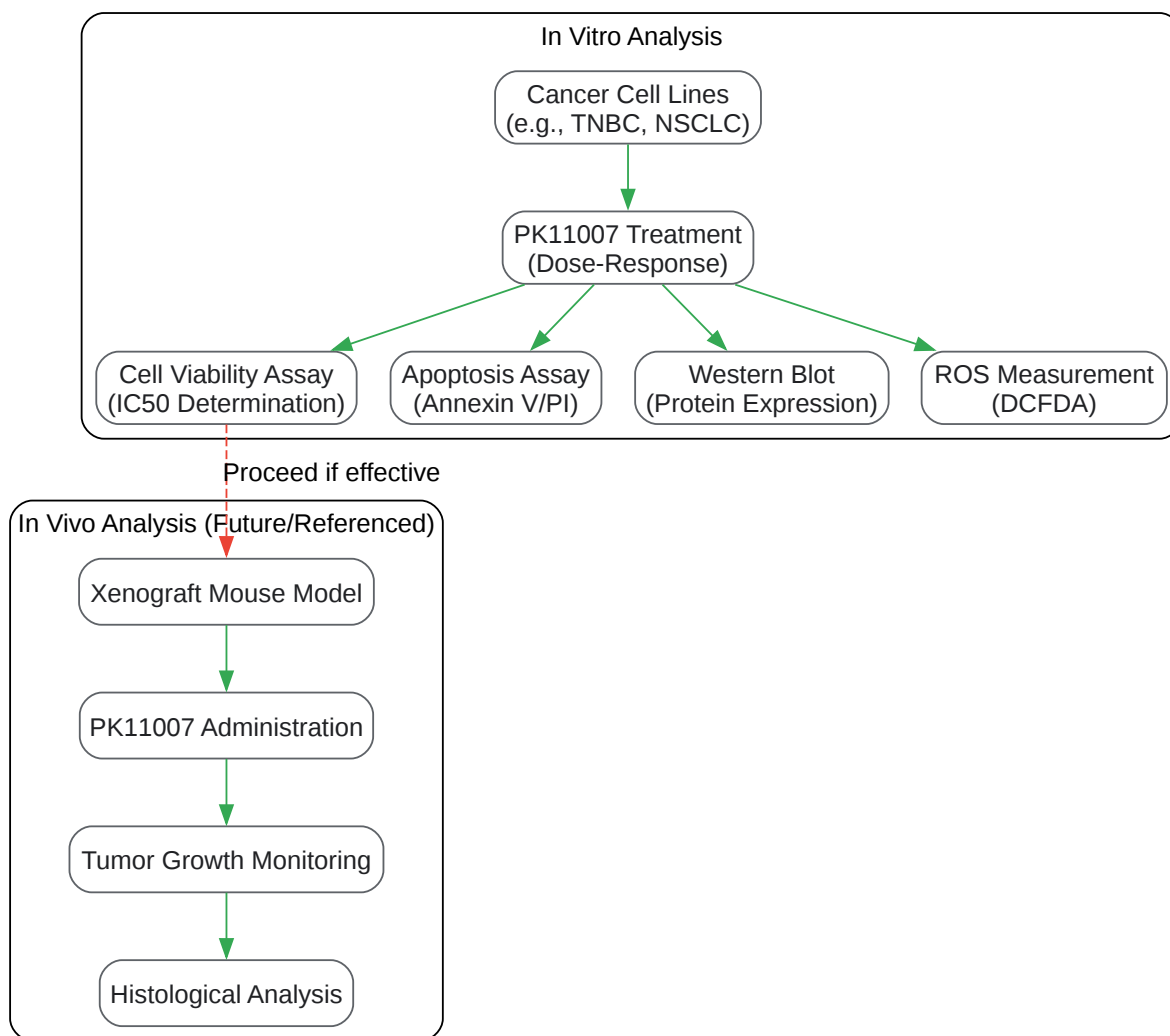 In Vitro Analysis
Cancer Cell Lines
(e.g., TNBC, NSCLC)
PK11007 Treatment
(Dose-Response)
Cell Viability Assay
(IC50 Determination)
Apoptosis Assay
(Annexin V/PI)
Western Blot
(Protein Expression)
ROS Measurement
(DCFDA)
Proceed if effective
In Vivo Analysis (Future/Referenced)
Xenograft Mouse Model
PK11007 Administration
Tumor Growth Monitoring
Histological Analysis